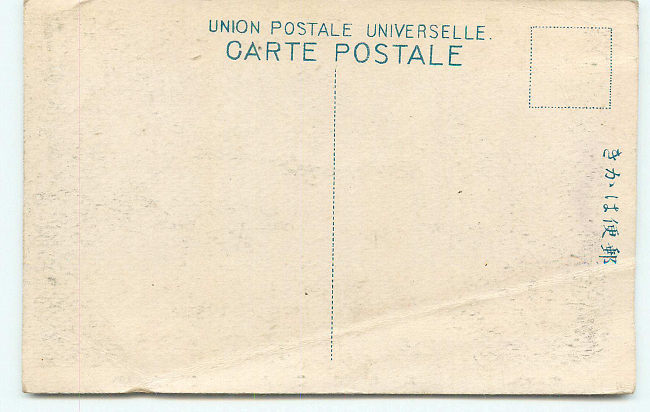 UNION POSTALE UNIVERSELLE.
CARTE POSTALE
きかは便郵